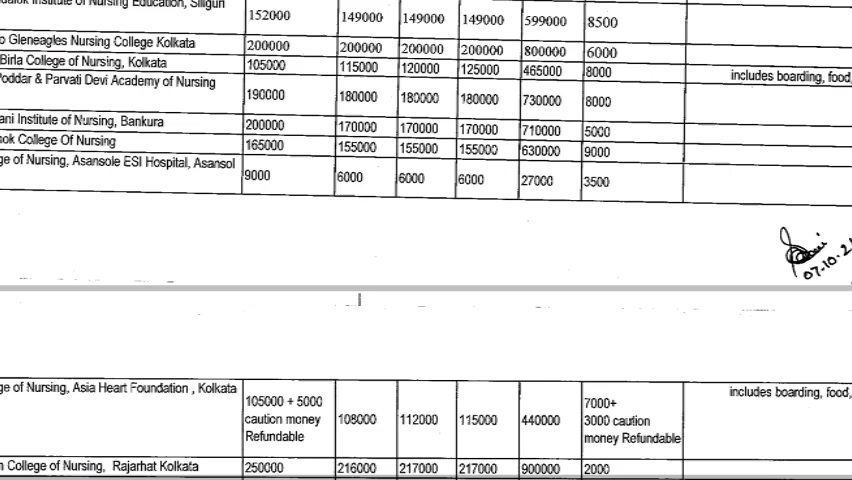 Institute of Nursing Education, Siliguri 152000 149000 149000 149000 599000 8500
Gleneagles Nursing College Kolkata 200000 200000 200000 200000 800000 6000
Birla College of Nursing, Kolkata 105000 115000 120000 125000 465000 8000 includes boarding, food,
Poddar & Parvati Devi Academy of Nursing 190000 180000 180000 180000 730000 8000
Institute of Nursing, Bankura 200000 170000 170000 170000 710000 5000
College Of Nursing 165000 155000 155000 155000 630000 9000
of Nursing, Asansole ESI Hospital, Asansol 9000 6000 6000 6000 27000 3500
07-10-2
of Nursing, Asia Heart Foundation , Kolkata 105000 + 5000 caution money Refundable 108000 112000 115000 440000 7000+ 3000 caution money Refundable includes boarding, food,
College of Nursing, Rajarhat Kolkata 250000 216000 217000 217000 900000 2000